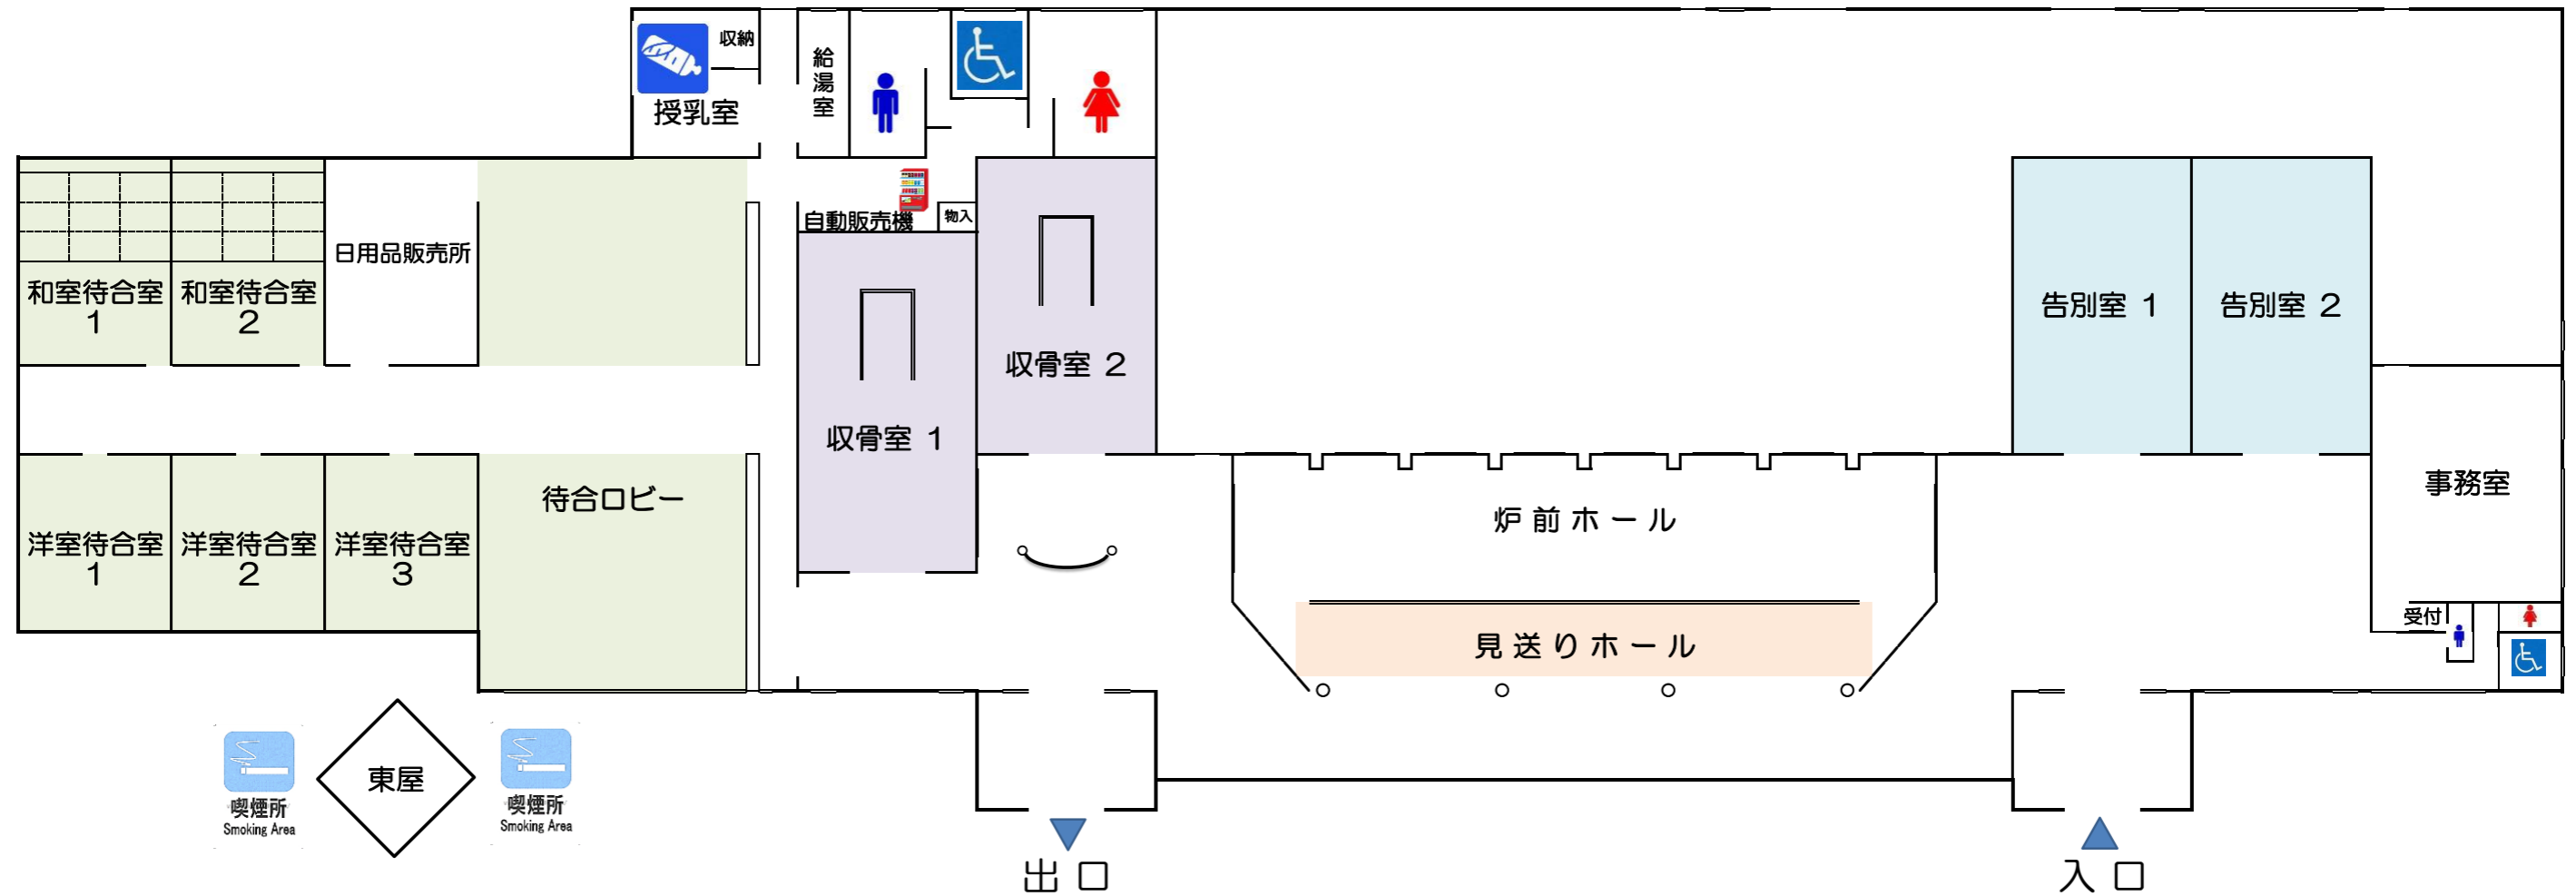 収納
授乳室
給湯室
自動販売機
物入
和室待合室
1
和室待合室
2
日用品販売所
収骨室 1
収骨室 2
告別室 1
告別室 2
待合ロビー
洋室待合室
1
洋室待合室
2
洋室待合室
3
炉前ホール
見送りホール
事務室
受付
喫煙所
Smoking Area
東屋
喫煙所
Smoking Area
出口
入口